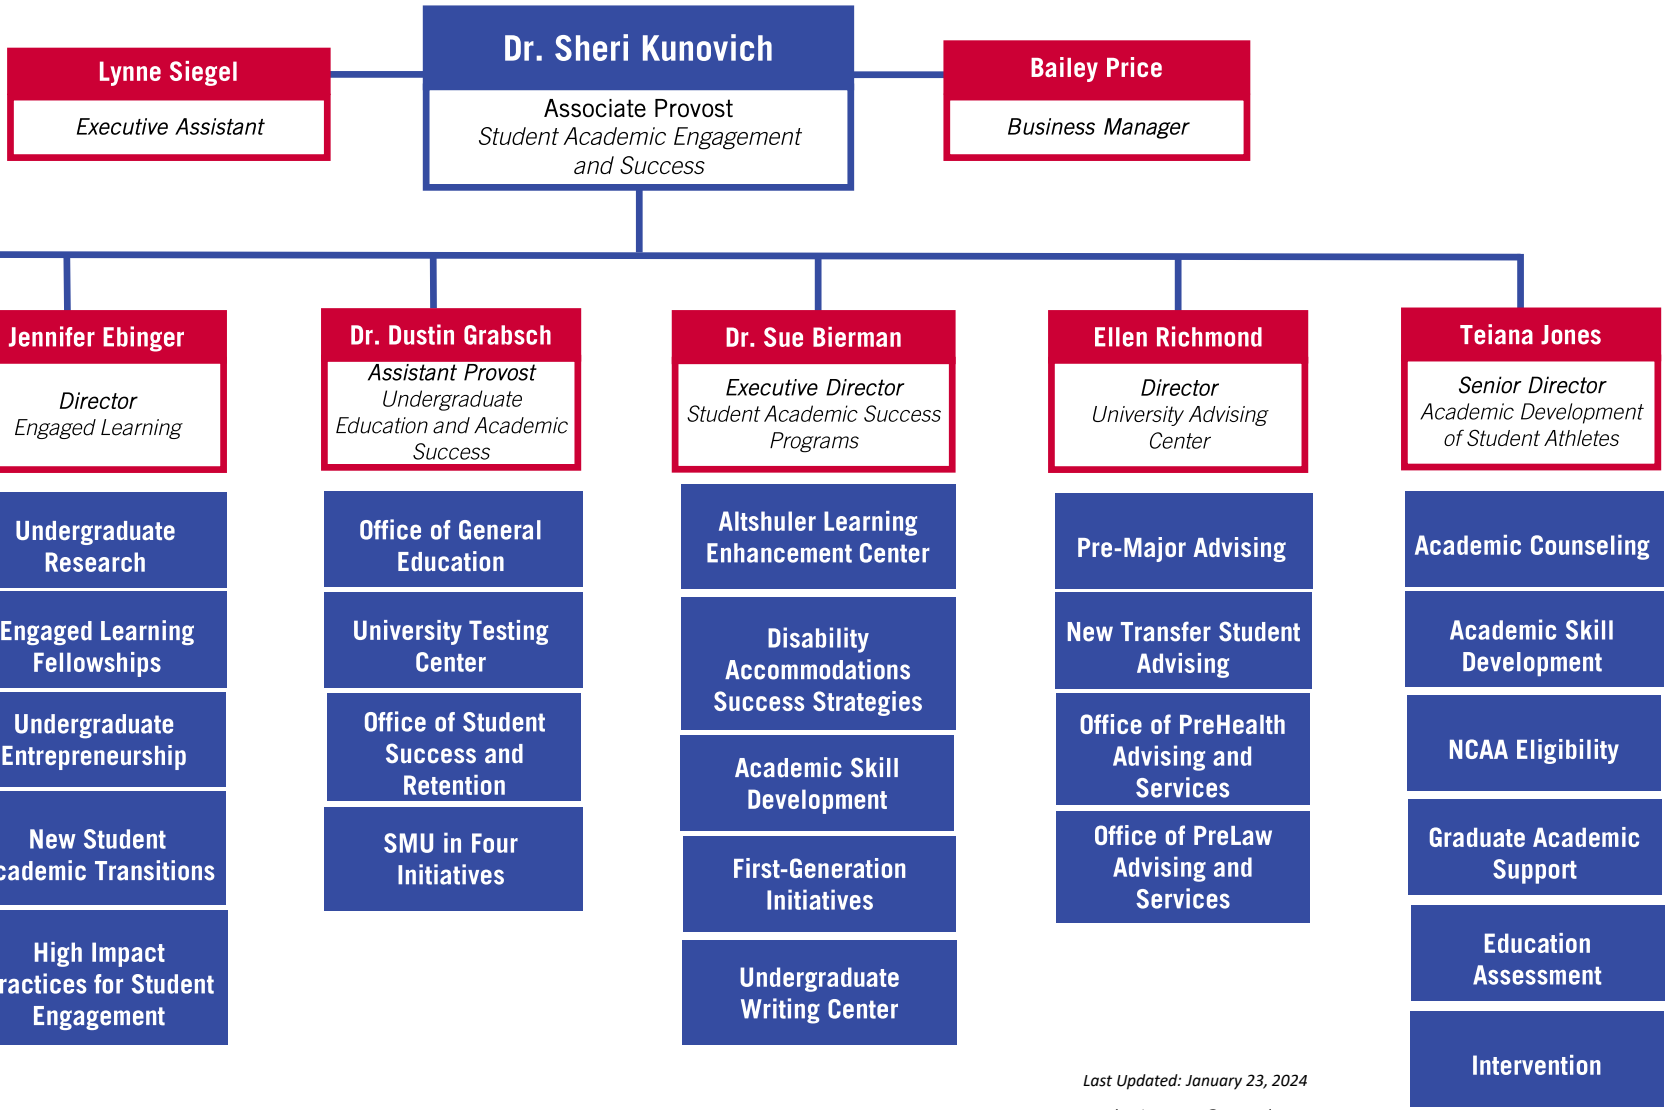 Dr. Sheri Kunovich
Associate Provost
Student Academic Engagement
and Success
Lynne Siegel
Executive Assistant
Bailey Price
Business Manager
Jennifer Ebinger
Director
Engaged Learning
Undergraduate
Research
Engaged Learning
Fellowships
Undergraduate
Entrepreneurship
New Student
cademic Transitions
High Impact
ractices for Student
Engagement
Dr. Dustin Grabsch
Assistant Provost
Undergraduate
Education and Academic
Success
Office of General
Education
University Testing
Center
Office of Student
Success and
Retention
SMU in Four
Initiatives
Dr. Sue Bierman
Executive Director
Student Academic Success
Programs
Altshuler Learning
Enhancement Center
Disability
Accommodations
Success Strategies
Academic Skill
Development
First-Generation
Initiatives
Undergraduate
Writing Center
Ellen Richmond
Director
University Advising
Center
Pre-Major Advising
New Transfer Student
Advising
Office of PreHealth
Advising and
Services
Office of PreLaw
Advising and
Services
Teiana Jones
Senior Director
Academic Development
of Student Athletes
Academic Counseling
Academic Skill
Development
NCAA Eligibility
Graduate Academic
Support
Education
Assessment
Intervention
Last Updated: January 23, 2024